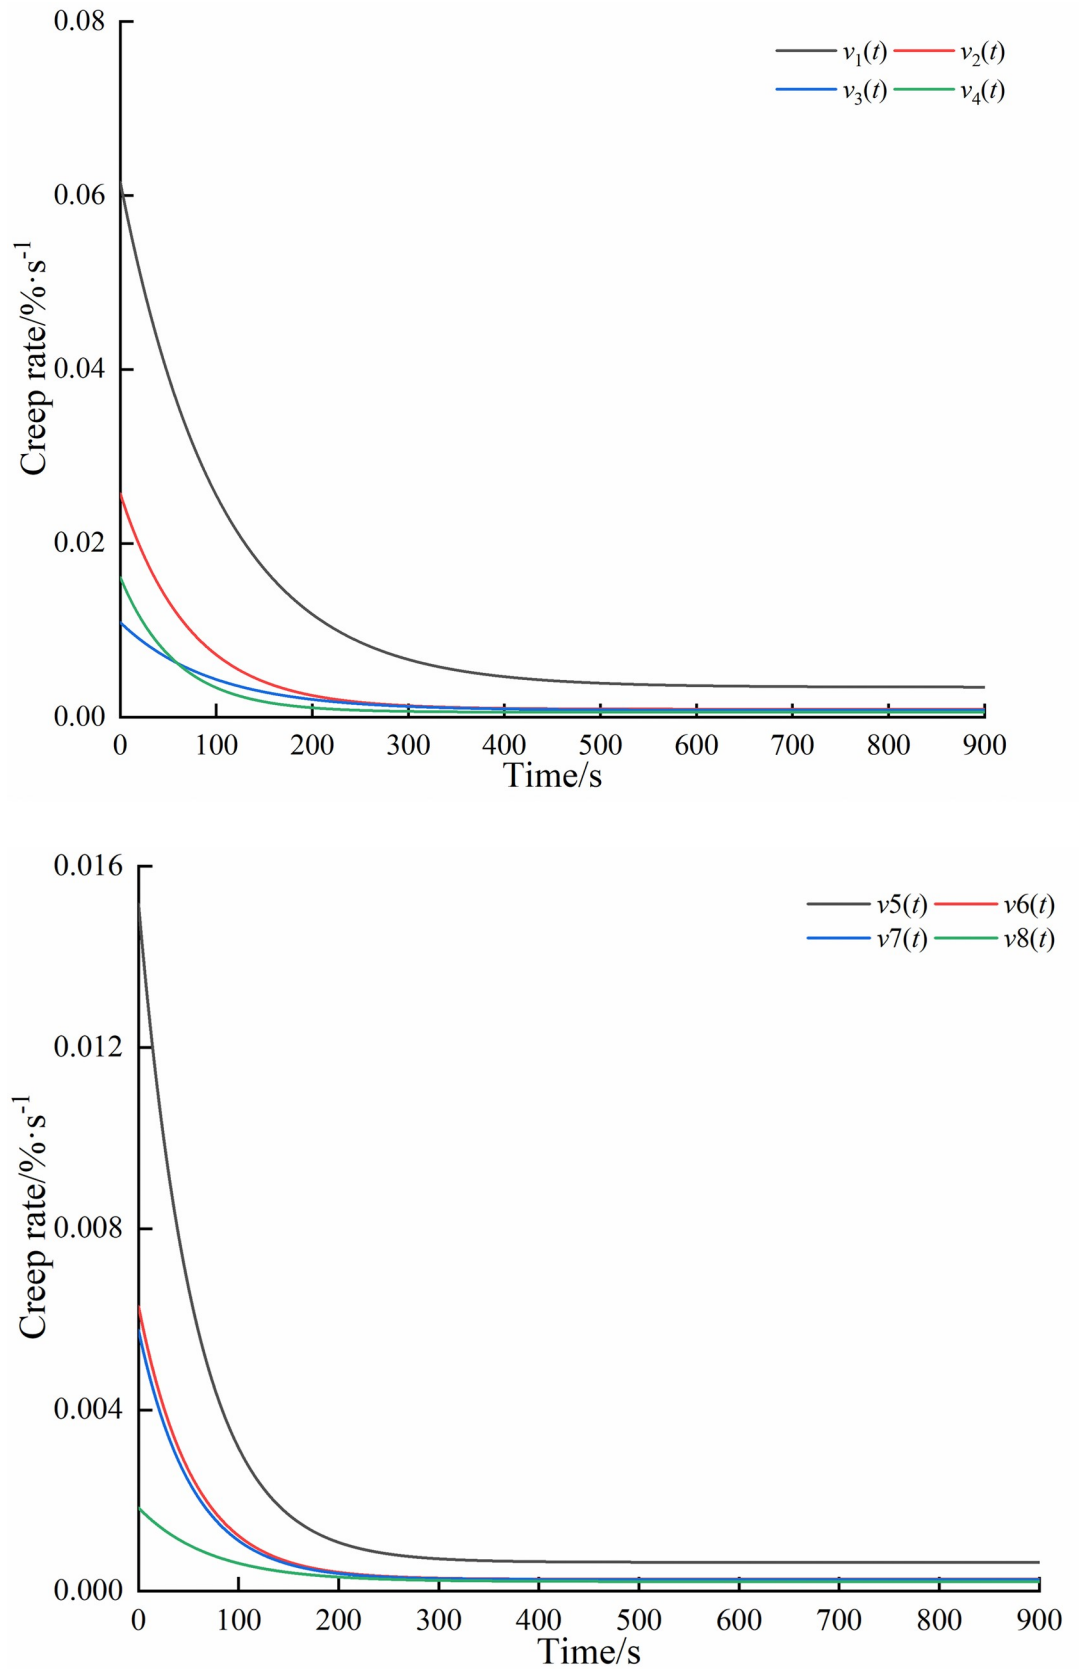 0.08
v1(t) v2(t)
v3(t) v4(t)
0.06
0.04
0.02
0.00
Creep rate/%·s-1
0 100 200 300 400 500 600 700 800 900
Time/s
0.016
v5(t) v6(t)
v7(t) v8(t)
0.012
0.008
0.004
0.000
Creep rate/%·s-1
0 100 200 300 400 500 600 700 800 900
Time/s